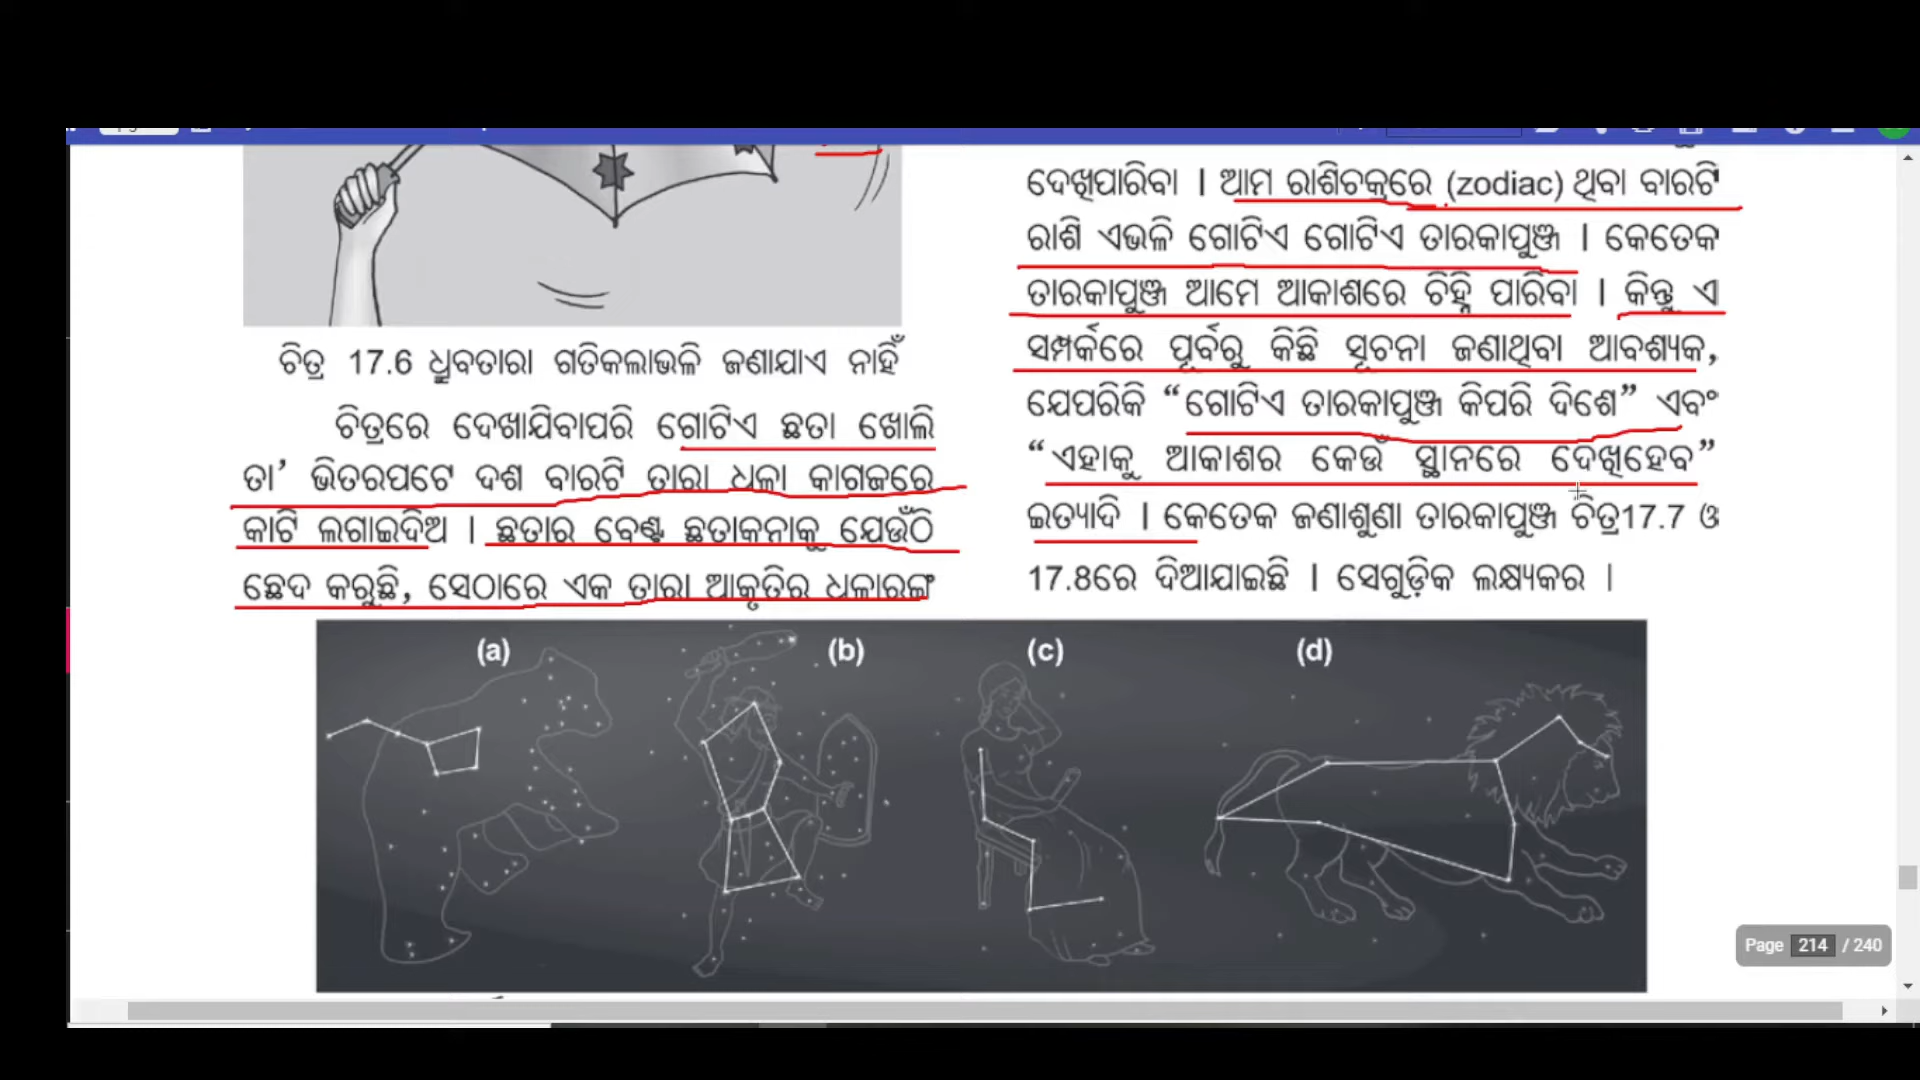 ଚିତ୍ର 17.6 ଧ୍ରୁବତାରା ଗତିକଲାଭଳି ଜଣାଯାଏ ନାହିଁ
ଚିତ୍ରରେ ଦେଖାଯିବାପରି ଗୋଟିଏ ଛତା ଖୋଲି
ତା’ ଭିତରପଟେ ଦଶ ବାରଟି ତାରା ଧଳା କାଗଜରେ
କାଟି ଲଗାଇଦିଅ । ଛତାର ବେଣ୍ଟ ଛତାକନାକୁ ଯେଉଁଠି
ଛେଦ କରୁଛି, ସେଠାରେ ଏକ ତାରା ଆକୃତିର ଧଳାରଙ୍ଗ
ଦେଖିପାରିବା । ଆମ ରାଶିଚକ୍ରରେ (zodiac) ଥିବା ବାରଟି
ରାଶି ଏଭଳି ଗୋଟିଏ ଗୋଟିଏ ତାରକାପୁଞ୍ଜ । କେତେକ
ତାରକାପୁଞ୍ଜ ଆମେ ଆକାଶରେ ଚିହ୍ନି ପାରିବା । କିନ୍ତୁ ଏ
ସମ୍ପର୍କରେ ପୂର୍ବରୁ କିଛି ସୂଚନା ଜଣାଥିବା ଆବଶ୍ୟକ,
ଯେପରିକି “ଗୋଟିଏ ତାରକାପୁଞ୍ଜ କିପରି ଦିଶେ” ଏବଂ
“ଏହାକୁ ଆକାଶର କେଉଁ ସ୍ଥାନରେ ଦେଖିହେବ”
ଇତ୍ୟାଦି । କେତେକ ଜଣାଶୁଣା ତାରକାପୁଞ୍ଜ ଚିତ୍ର17.7 ଓ
17.8ରେ ଦିଆଯାଇଛି । ସେଗୁଡ଼ିକ ଲକ୍ଷ୍ୟକର ।
(a) (b) (c) (d)
Page 214 / 240